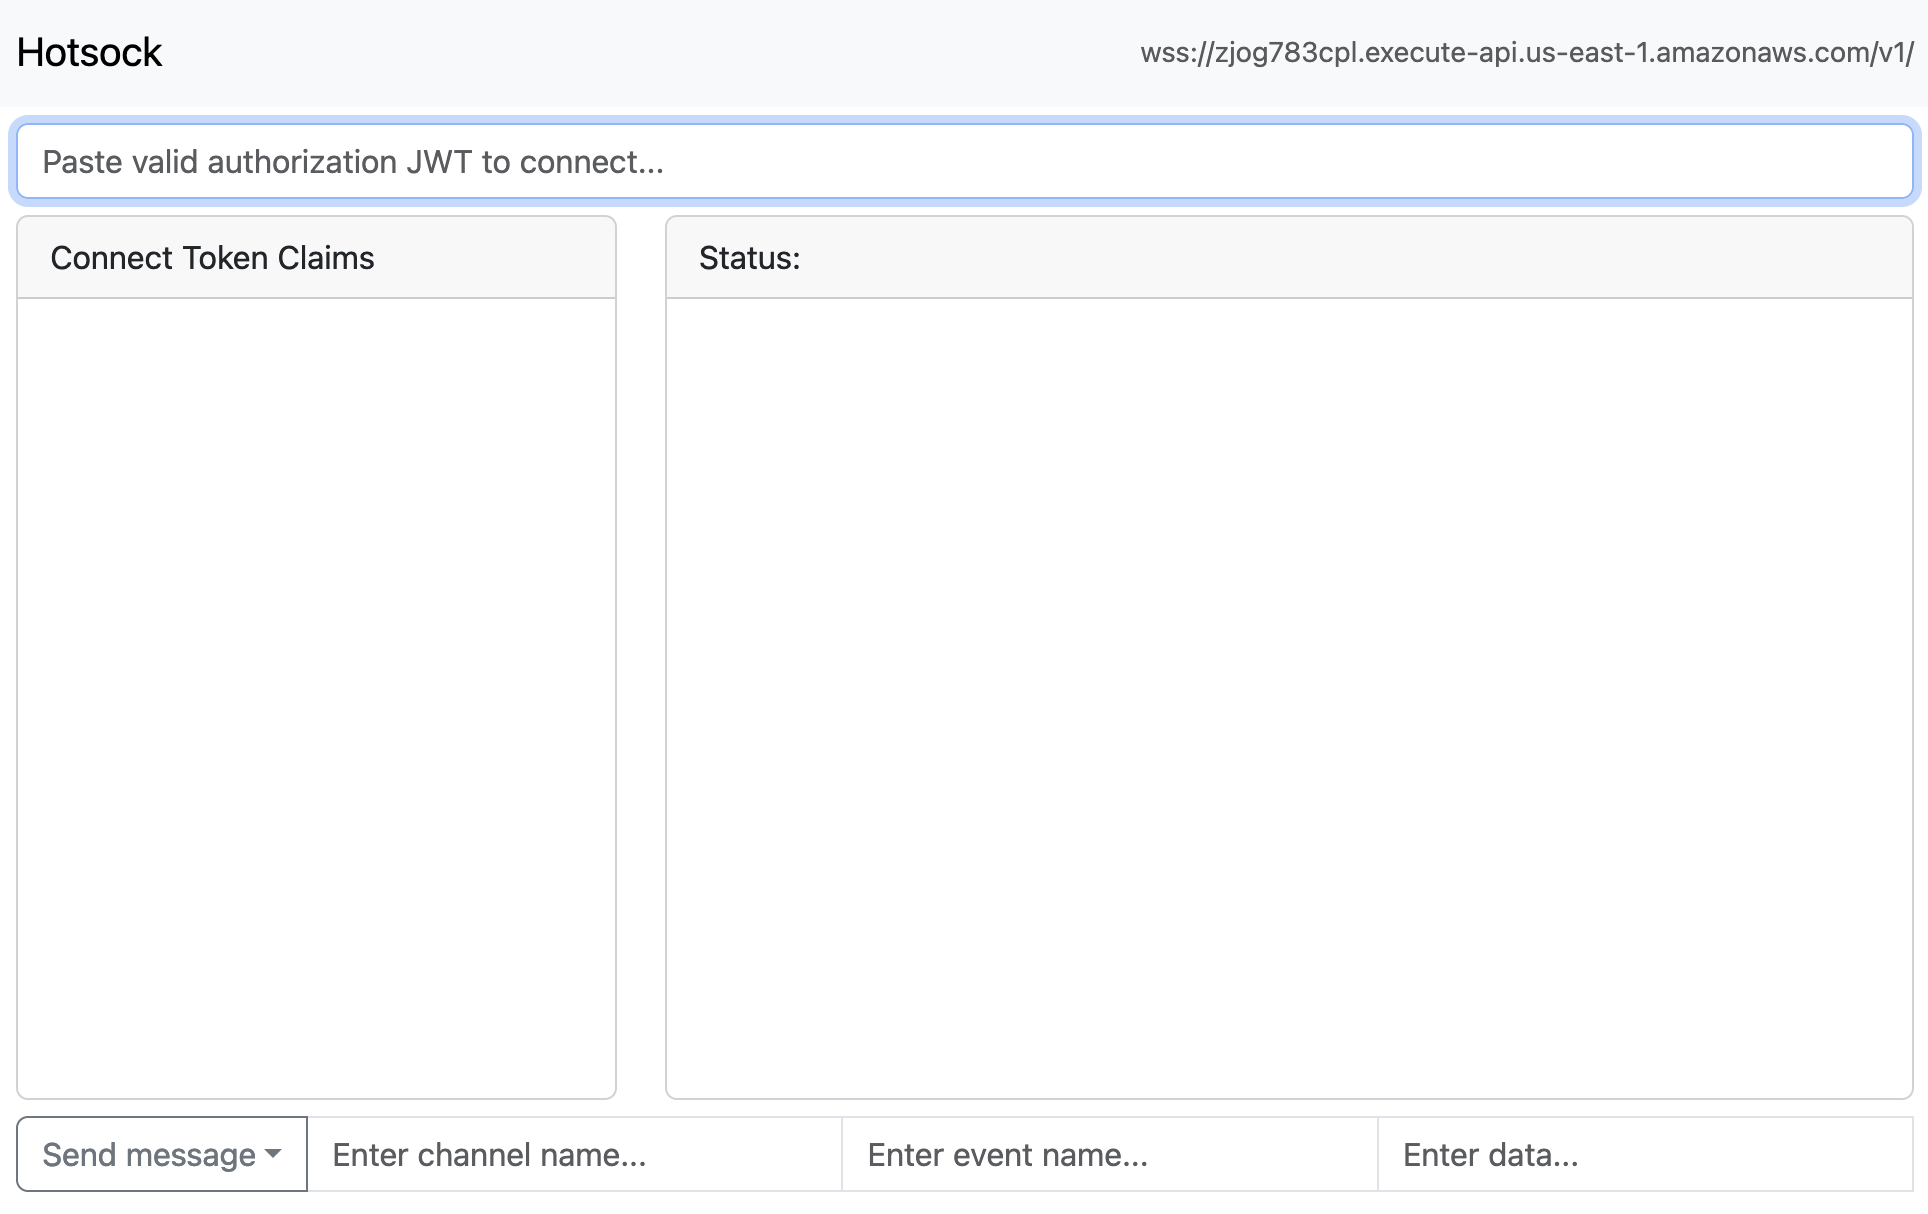 Hotsock
wss://zjog783cpl.execute-api.us-east-1.amazonaws.com/v1/
Paste valid authorization JWT to connect...
Connect Token Claims
Status:
Send message
Enter channel name...
Enter event name...
Enter data...